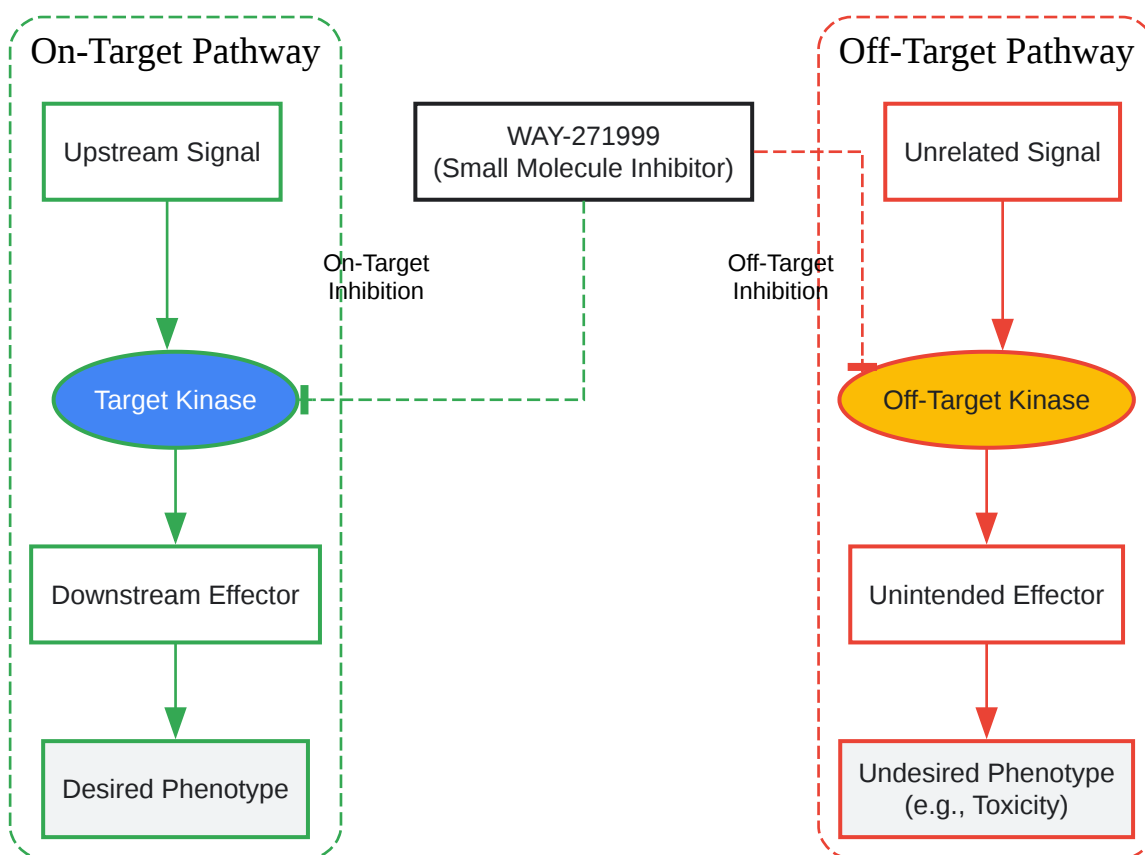 On-Target Pathway
Upstream Signal
Target Kinase
Downstream Effector
Desired Phenotype
WAY-271999
(Small Molecule Inhibitor)
On-Target
Inhibition
Off-Target
Inhibition
Off-Target Pathway
Unrelated Signal
Off-Target Kinase
Unintended Effector
Undesired Phenotype
(e.g., Toxicity)